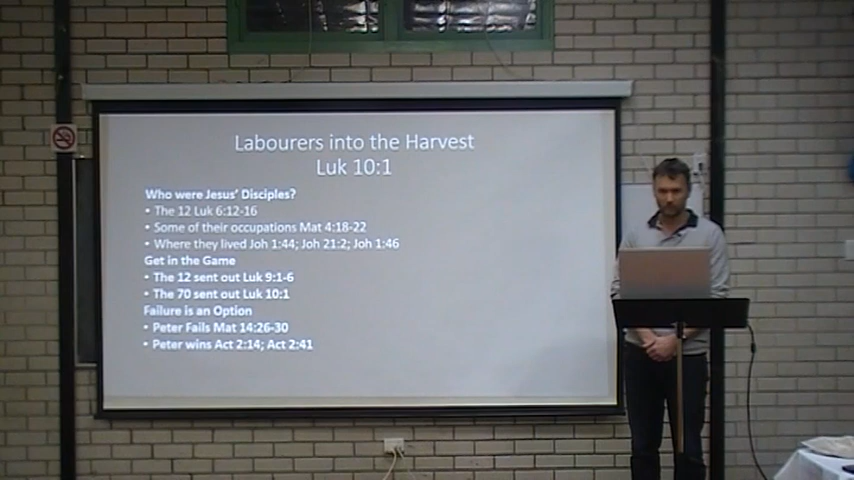 Labourers into the Harvest
Luk 10:1
Who were Jesus' Disciples?
• The 12 Luk 6:12-16
• Some of their occupations Mat 4:18-22
• Where they lived Joh 1:44; Joh 21:2; Joh 1:46
Get in the Game
• The 12 sent out Luk 9:1-6
• The 70 sent out Luk 10:1
Failure is an Option
• Peter Fails Mat 14:26-30
• Peter wins Act 2:14; Act 2:41